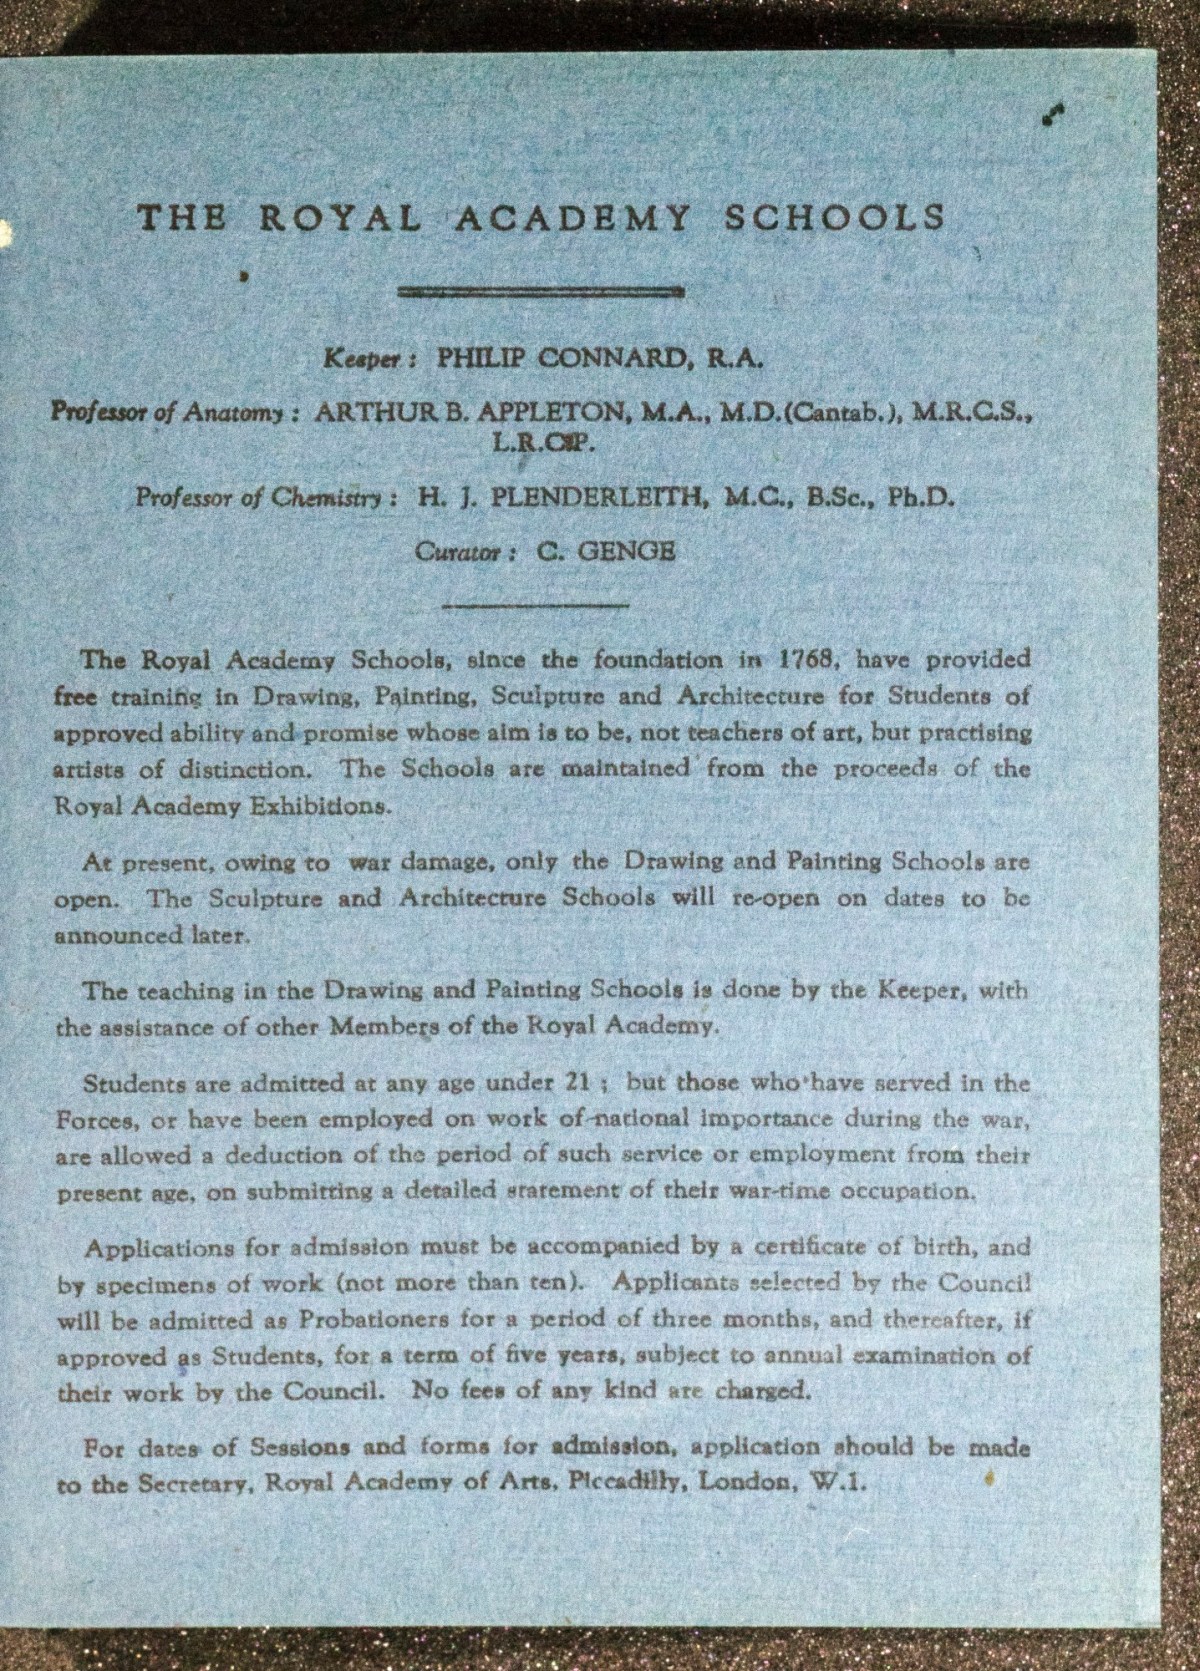 THE ROYAL ACADEMY SCHOOLS
Keeper : PHILIP CONNARD, R.A.
Professor of Anatomy : ARTHUR B. APPLETON, M.A., M.D.(Cantab.), M.R.C.S.,
L.R.C.P.
Professor of Chemistry : H. J. PLENDERLEITH, M.C., B.Sc., Ph.D.
Curator : C. GENGE
The Royal Academy Schools, since the foundation in 1768, have provided
free training in Drawing, Painting, Sculpture and Architecture for Students of
approved ability and promise whose aim is to be, not teachers of art, but practising
artists of distinction. The Schools are maintained from the proceeds of the
Royal Academy Exhibitions.
At present, owing to war damage, only the Drawing and Painting Schools are
open. The Sculpture and Architecture Schools will re-open on dates to be
announced later.
The teaching in the Drawing and Painting Schools is done by the Keeper, with
the assistance of other Members of the Royal Academy.
Students are admitted at any age under 21 ; but those who have served in the
Forces, or have been employed on work of national importance during the war,
are allowed a deduction of the period of such service or employment from their
present age, on submitting a detailed statement of their war-time occupation.
Applications for admission must be accompanied by a certificate of birth, and
by specimens of work (not more than ten). Applicants selected by the Council
will be admitted as Probationers for a period of three months, and thereafter, if
approved as Students, for a term of five years, subject to annual examination of
their work by the Council. No fees of any kind are charged.
For dates of Sessions and forms for admission, application should be made
to the Secretary, Royal Academy of Arts, Piccadilly, London, W.1.